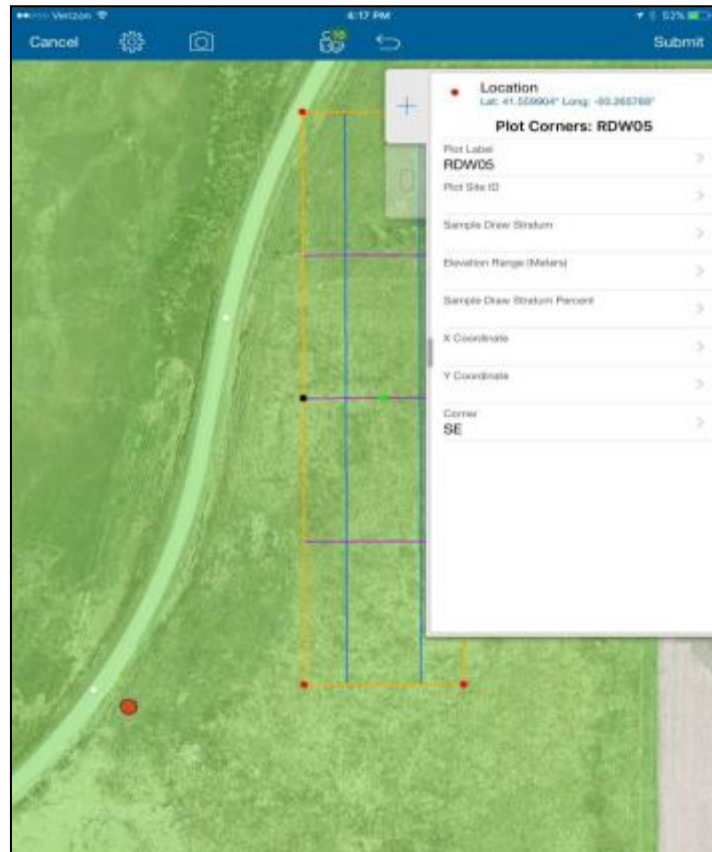 Verizon 4:17 PM 52%
Cancel Submit
Location
Lat: 41.559904° Long: -93.265769°
Plot Corners: RDW05
Plot Label
RDW05
Plot Site ID
Sample Draw Stratum
Elevation Range (Meters)
Sample Draw Stratum Percent
X Coordinate
Y Coordinate
Corner
SE